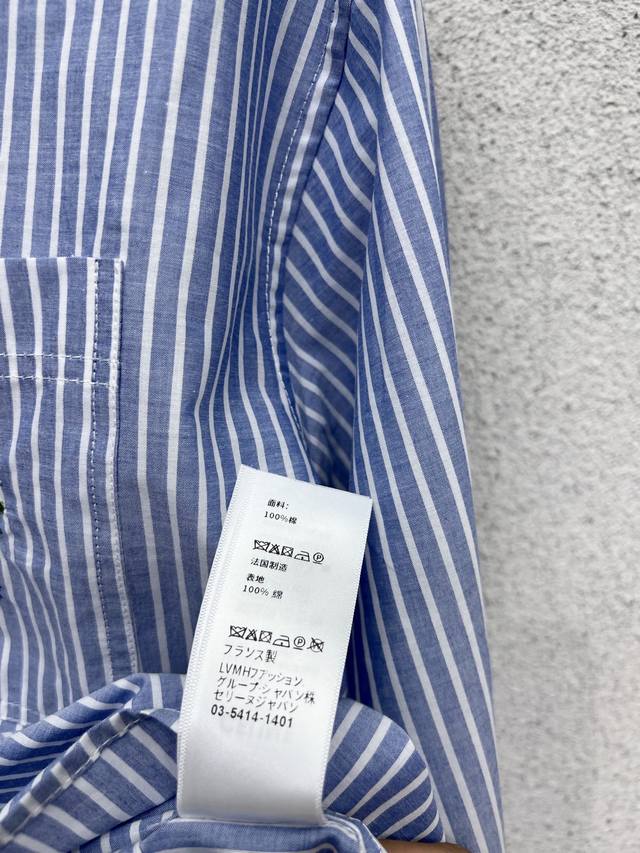 面料:
100%棉
法国制造
表地
100% 綿
フランス製
LVMHファッション.
グループ・ジャパン株
セリーヌジャパン
03-5414-1401